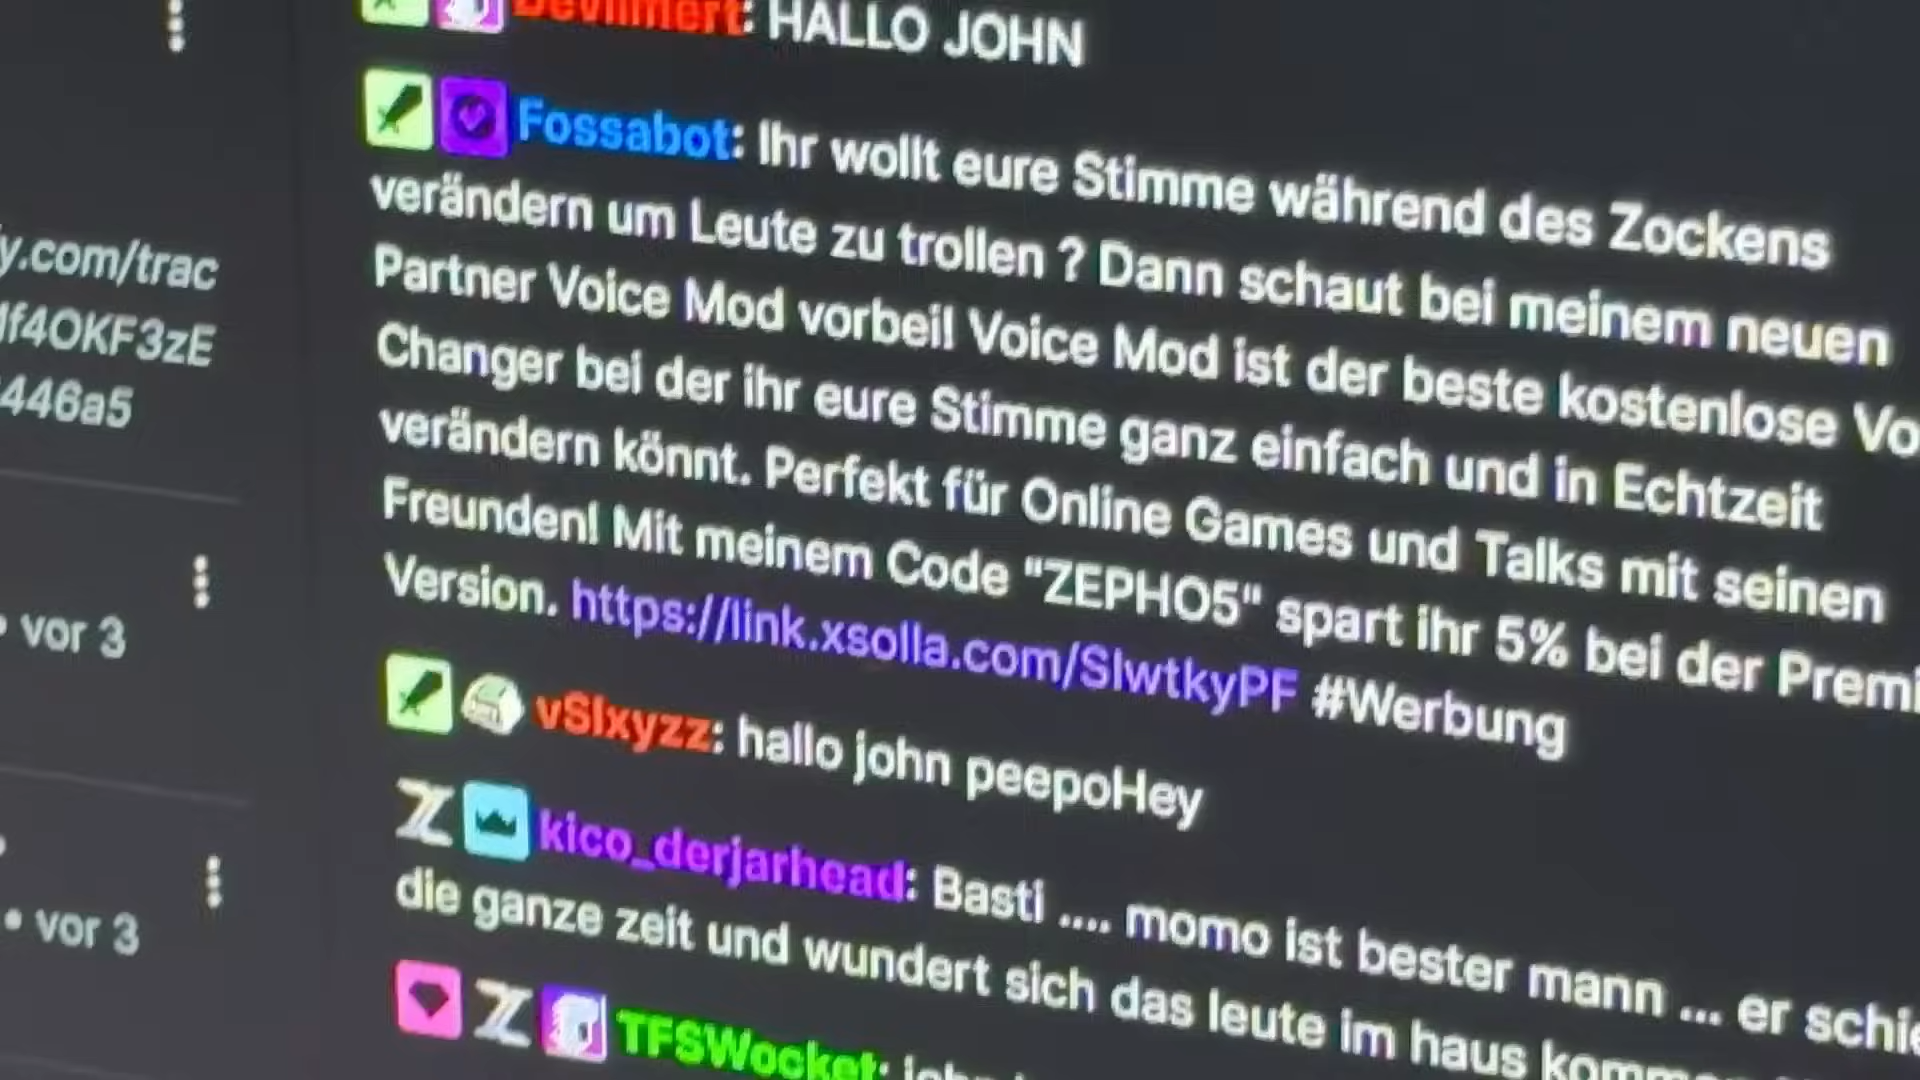 HALLO JOHN
Fossabot: Ihr wollt eure Stimme während des Zockens
verändern um Leute zu trollen ? Dann schaut bei meinem neuen
Partner Voice Mod vorbei! Voice Mod ist der beste kostenlose
Changer bei der ihr eure Stimme ganz einfach und in Echtzeit
verändern könnt. Perfekt für Online Games und Talks mit seinen
Freunden! Mit meinem Code "ZEPHO5" spart ihr 5% bei der
Version. https://link.xsolla.com/SlwtkyPF #Werbung
vSlxyzz: hallo john peepoHey
kico_derjarhead: Basti .... momo ist bester mann ... er
die ganze zeit und wundert sich das leute im haus
TFSWocket:
y.com/trac
lf4OKF3zE
446a5
vor 3
• vor 3